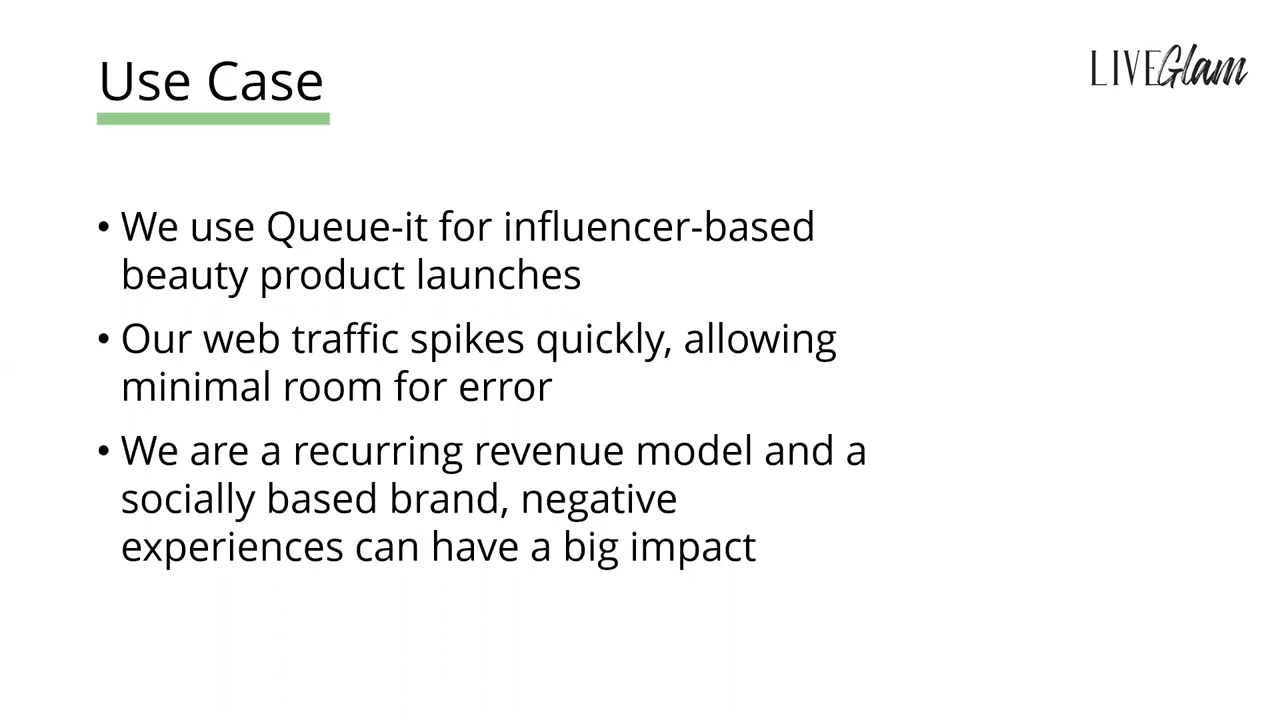 Use Case
LIVEGlam
• We use Queue-it for influencer-based
beauty product launches
• Our web traffic spikes quickly, allowing
minimal room for error
• We are a recurring revenue model and a
socially based brand, negative
experiences can have a big impact